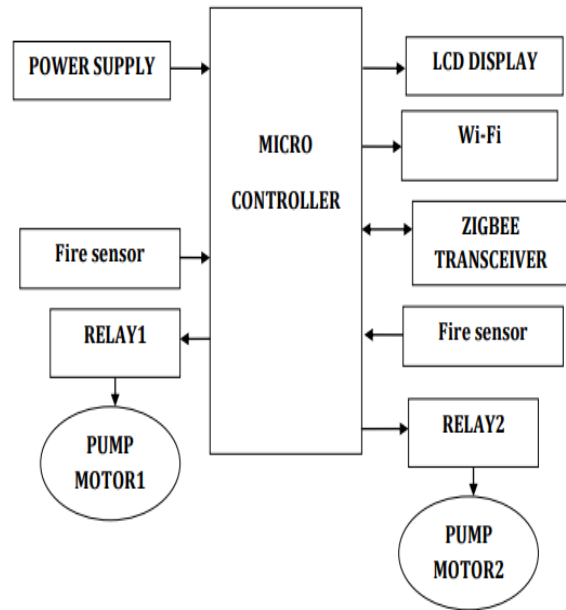 POWER SUPPLY
LCD DISPLAY
Wi-Fi
MICRO
CONTROLLER
ZIGBEE
TRANSCEIVER
Fire sensor
Fire sensor
RELAY1
RELAY2
PUMP
MOTOR1
PUMP
MOTOR2